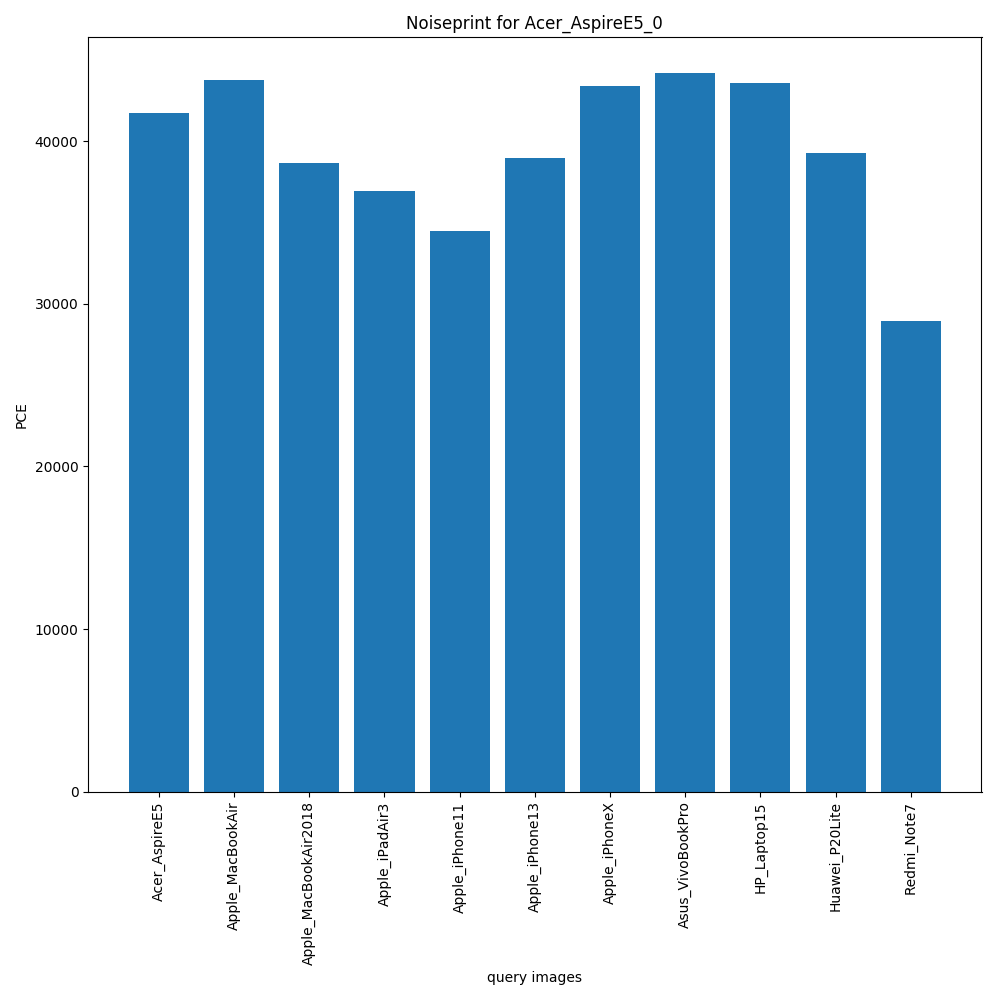 Noiseprint for Acer_AspireE5_0
PCE
40000
30000
20000
10000
0
Acer_AspireE5
Apple_MacBookAir
Apple_MacBookAir2018
Apple_iPadAir3
Apple_iPhone11
Apple_iPhone13
Apple_iPhoneX
Asus_VivoBookPro
HP_Laptop15
Huawei_P20Lite
Redmi_Note7
query images